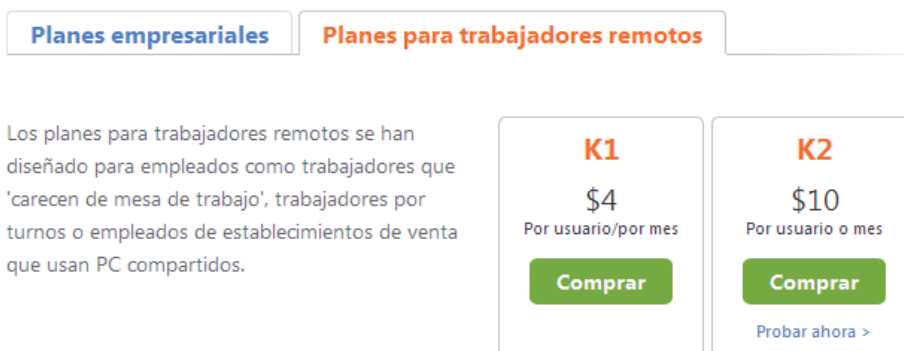 Planes empresariales
Planes para trabajadores remotos
Los planes para trabajadores remotos se han
diseñado para empleados como trabajadores que
'carecen de mesa de trabajo', trabajadores por
turnos o empleados de establecimientos de venta
que usan PC compartidos.
K1
$4
Por usuario/por mes
Comprar
K2
$10
Por usuario o mes
Comprar
Probar ahora >